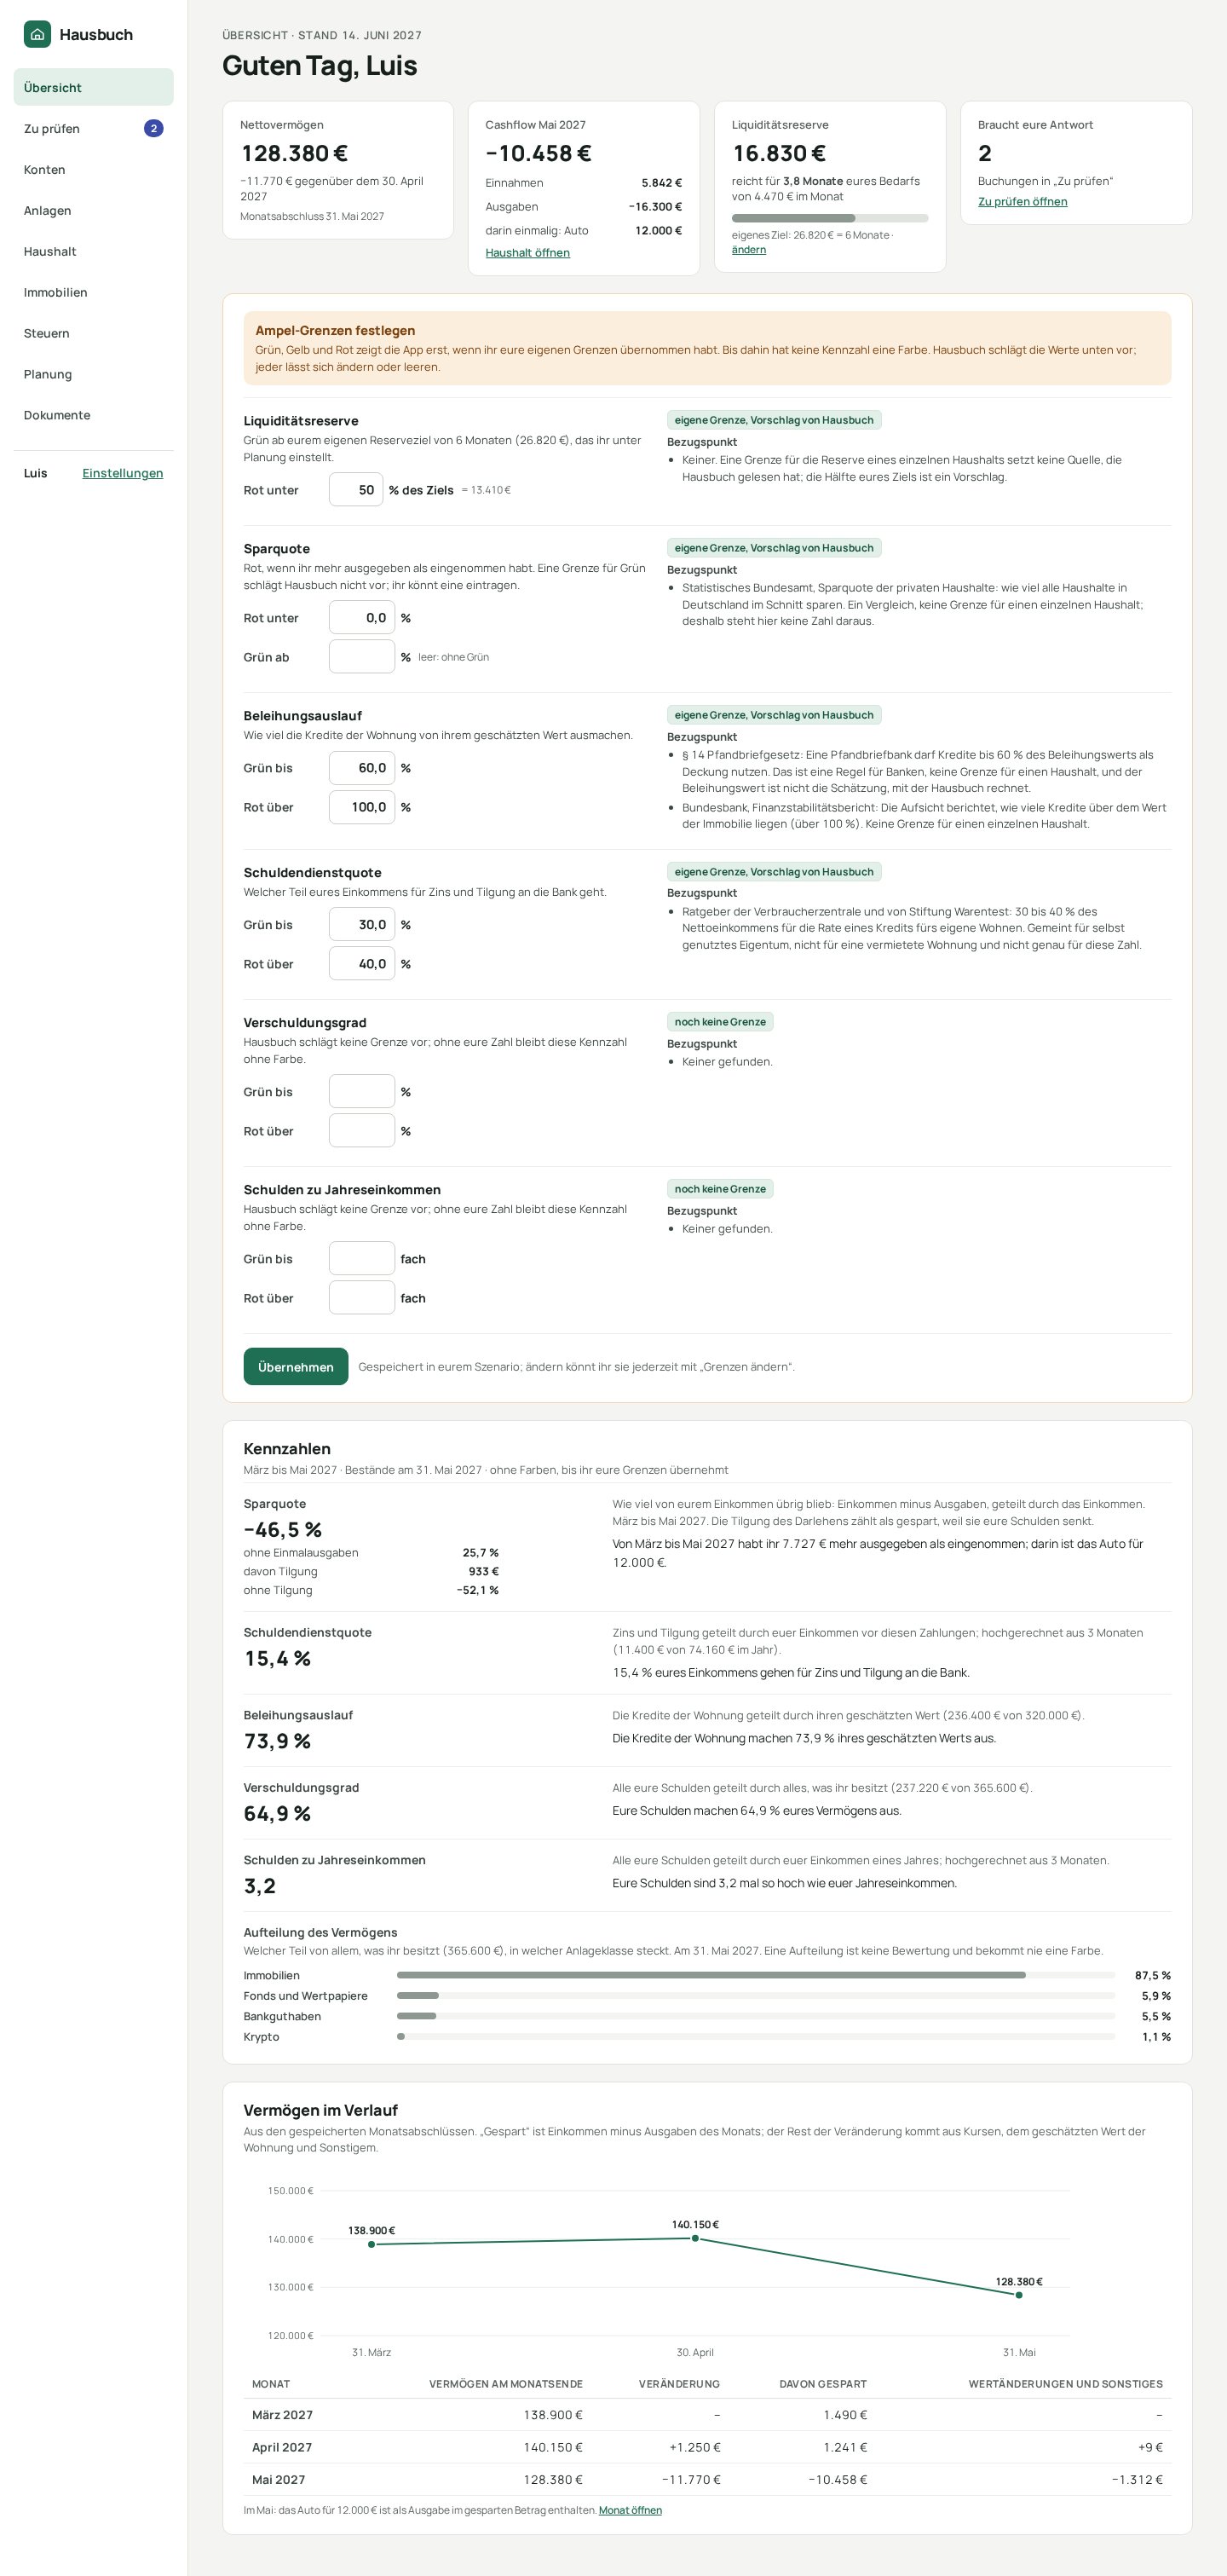 Hausbuch
Übersicht
Zu prüfen 2
Konten
Anlagen
Haushalt
Immobilien
Steuern
Planung
Dokumente
Luis Einstellungen
ÜBERSICHT · STAND 14. JUNI 2027
Guten Tag, Luis
Nettovermögen
128.380 €
−11.770 € gegenüber dem 30. April
2027
Monatsabschluss 31. Mai 2027
Cashflow Mai 2027
−10.458 €
Einnahmen 5.842 €
Ausgaben −16.300 €
darin einmalig: Auto 12.000 €
Haushalt öffnen
Liquiditätsreserve
16.830 €
reicht für 3,8 Monate eures Bedarfs
von 4.470 € im Monat
eigenes Ziel: 26.820 € = 6 Monate ·
ändern
Braucht eure Antwort
2
Buchungen in „Zu prüfen“
Zu prüfen öffnen
Ampel-Grenzen festlegen
Grün, Gelb und Rot zeigt die App erst, wenn ihr eure eigenen Grenzen übernommen habt. Bis dahin hat keine Kennzahl eine Farbe. Hausbuch schlägt die Werte unten vor;
jeder lässt sich ändern oder leeren.
Liquiditätsreserve
Grün ab eurem eigenen Reserveziel von 6 Monaten (26.820 €), das ihr unter
Planung einstellt.
Rot unter 50 % des Ziels = 13.410 €
eigene Grenze, Vorschlag von Hausbuch
Bezugspunkt
• Keiner. Eine Grenze für die Reserve eines einzelnen Haushalts setzt keine Quelle, die
Hausbuch gelesen hat; die Hälfte eures Ziels ist ein Vorschlag.
Sparquote
Rot, wenn ihr mehr ausgegeben als eingenommen habt. Eine Grenze für Grün
schlägt Hausbuch nicht vor; ihr könnt eine eintragen.
Rot unter 0,0 %
Grün ab % leer: ohne Grün
eigene Grenze, Vorschlag von Hausbuch
Bezugspunkt
• Statistisches Bundesamt, Sparquote der privaten Haushalte: wie viel alle Haushalte in
Deutschland im Schnitt sparen. Ein Vergleich, keine Grenze für einen einzelnen Haushalt;
deshalb steht hier keine Zahl daraus.
Beleihungsauslauf
Wie viel die Kredite der Wohnung von ihrem geschätzten Wert ausmachen.
Grün bis 60,0 %
Rot über 100,0 %
eigene Grenze, Vorschlag von Hausbuch
Bezugspunkt
• § 14 Pfandbriefgesetz: Eine Pfandbriefbank darf Kredite bis 60 % des Beleihungswerts als
Deckung nutzen. Das ist eine Regel für Banken, keine Grenze für einen Haushalt, und der
Beleihungswert ist nicht die Schätzung, mit der Hausbuch rechnet.
• Bundesbank, Finanzstabilitätsbericht: Die Aufsicht berichtet, wie viele Kredite über dem Wert
der Immobilie liegen (über 100 %). Keine Grenze für einen einzelnen Haushalt.
Schuldendienstquote
Welcher Teil eures Einkommens für Zins und Tilgung an die Bank geht.
Grün bis 30,0 %
Rot über 40,0 %
eigene Grenze, Vorschlag von Hausbuch
Bezugspunkt
• Ratgeber der Verbraucherzentrale und von Stiftung Warentest: 30 bis 40 % des
Nettoeinkommens für die Rate eines Kredits fürs eigene Wohnen. Gemeint für selbst
genutztes Eigentum, nicht für eine vermietete Wohnung und nicht genau für diese Zahl.
Verschuldungsgrad
Hausbuch schlägt keine Grenze vor; ohne eure Zahl bleibt diese Kennzahl
ohne Farbe.
Grün bis %
Rot über %
noch keine Grenze
Bezugspunkt
• Keiner gefunden.
Schulden zu Jahreseinkommen
Hausbuch schlägt keine Grenze vor; ohne eure Zahl bleibt diese Kennzahl
ohne Farbe.
Grün bis fach
Rot über fach
noch keine Grenze
Bezugspunkt
• Keiner gefunden.
Übernehmen Gespeichert in eurem Szenario; ändern könnt ihr sie jederzeit mit „Grenzen ändern“.
Kennzahlen
März bis Mai 2027 · Bestände am 31. Mai 2027 · ohne Farben, bis ihr eure Grenzen übernehmt
Sparquote
−46,5 %
ohne Einmalausgaben 25,7 %
davon Tilgung 933 €
ohne Tilgung −52,1 %
Wie viel von eurem Einkommen übrig blieb: Einkommen minus Ausgaben, geteilt durch das Einkommen.
März bis Mai 2027. Die Tilgung des Darlehens zählt als gespart, weil sie eure Schulden senkt.
Von März bis Mai 2027 habt ihr 7.727 € mehr ausgegeben als eingenommen; darin ist das Auto für
12.000 €.
Schuldendienstquote
15,4 %
Zins und Tilgung geteilt durch euer Einkommen vor diesen Zahlungen; hochgerechnet aus 3 Monaten
(11.400 € von 74.160 € im Jahr).
15,4 % eures Einkommens gehen für Zins und Tilgung an die Bank.
Beleihungsauslauf
73,9 %
Die Kredite der Wohnung geteilt durch ihren geschätzten Wert (236.400 € von 320.000 €).
Die Kredite der Wohnung machen 73,9 % ihres geschätzten Werts aus.
Verschuldungsgrad
64,9 %
Alle eure Schulden geteilt durch alles, was ihr besitzt (237.220 € von 365.600 €).
Eure Schulden machen 64,9 % eures Vermögens aus.
Schulden zu Jahreseinkommen
3,2
Alle eure Schulden geteilt durch euer Einkommen eines Jahres; hochgerechnet aus 3 Monaten.
Eure Schulden sind 3,2 mal so hoch wie euer Jahreseinkommen.
Aufteilung des Vermögens
Welcher Teil von allem, was ihr besitzt (365.600 €), in welcher Anlageklasse steckt. Am 31. Mai 2027. Eine Aufteilung ist keine Bewertung und bekommt nie eine Farbe.
Immobilien 87,5 %
Fonds und Wertpapiere 5,9 %
Bankguthaben 5,5 %
Krypto 1,1 %
Vermögen im Verlauf
Aus den gespeicherten Monatsabschlüssen. „Gespart“ ist Einkommen minus Ausgaben des Monats; der Rest der Veränderung kommt aus Kursen, dem geschätzten Wert der
Wohnung und Sonstigem.
150.000 €
140.000 €
130.000 €
120.000 €
138.900 €
140.150 €
128.380 €
31. März 30. April 31. Mai
MONAT VERMÖGEN AM MONATSENDE VERÄNDERUNG DAVON GESPART WERTÄNDERUNGEN UND SONSTIGES
März 2027 138.900 € – 1.490 € –
April 2027 140.150 € +1.250 € 1.241 € +9 €
Mai 2027 128.380 € −11.770 € −10.458 € −1.312 €
Im Mai: das Auto für 12.000 € ist als Ausgabe im gesparten Betrag enthalten. Monat öffnen